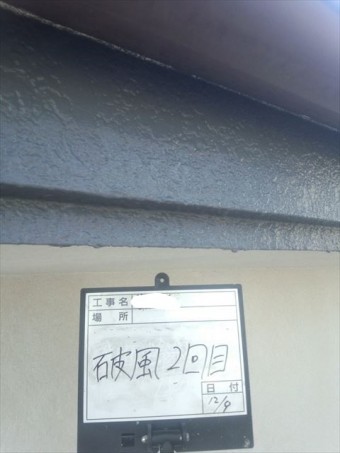 工事名
場所
破風2回目
日付
12/9